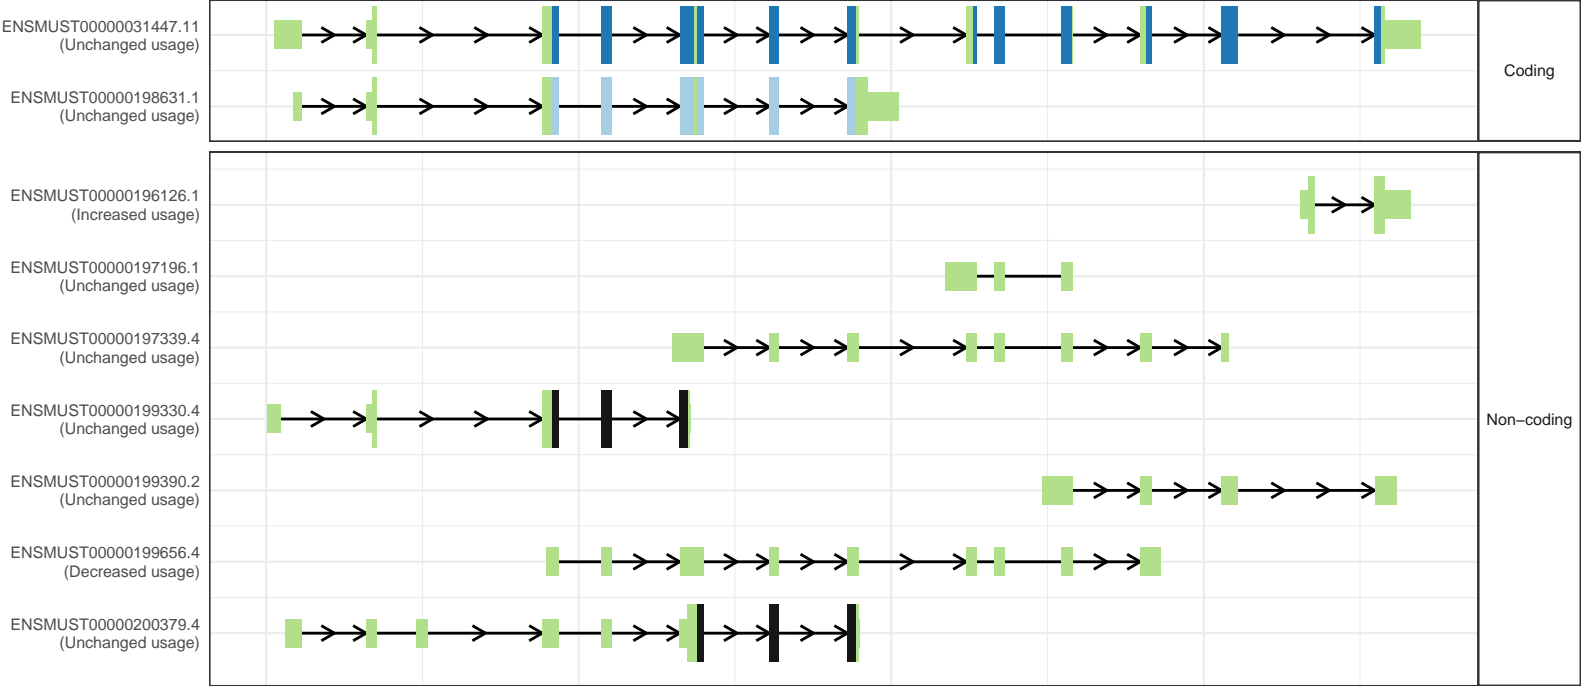 ENSMUST00000031447.11
(Unchanged usage)
ENSMUST00000198631.1
(Unchanged usage)
Coding
ENSMUST00000196126.1
(Increased usage)
ENSMUST00000197196.1
(Unchanged usage)
ENSMUST00000197339.4
(Unchanged usage)
ENSMUST00000199330.4
(Unchanged usage)
Non−coding
ENSMUST00000199390.2
(Unchanged usage)
ENSMUST00000199656.4
(Decreased usage)
ENSMUST00000200379.4
(Unchanged usage)